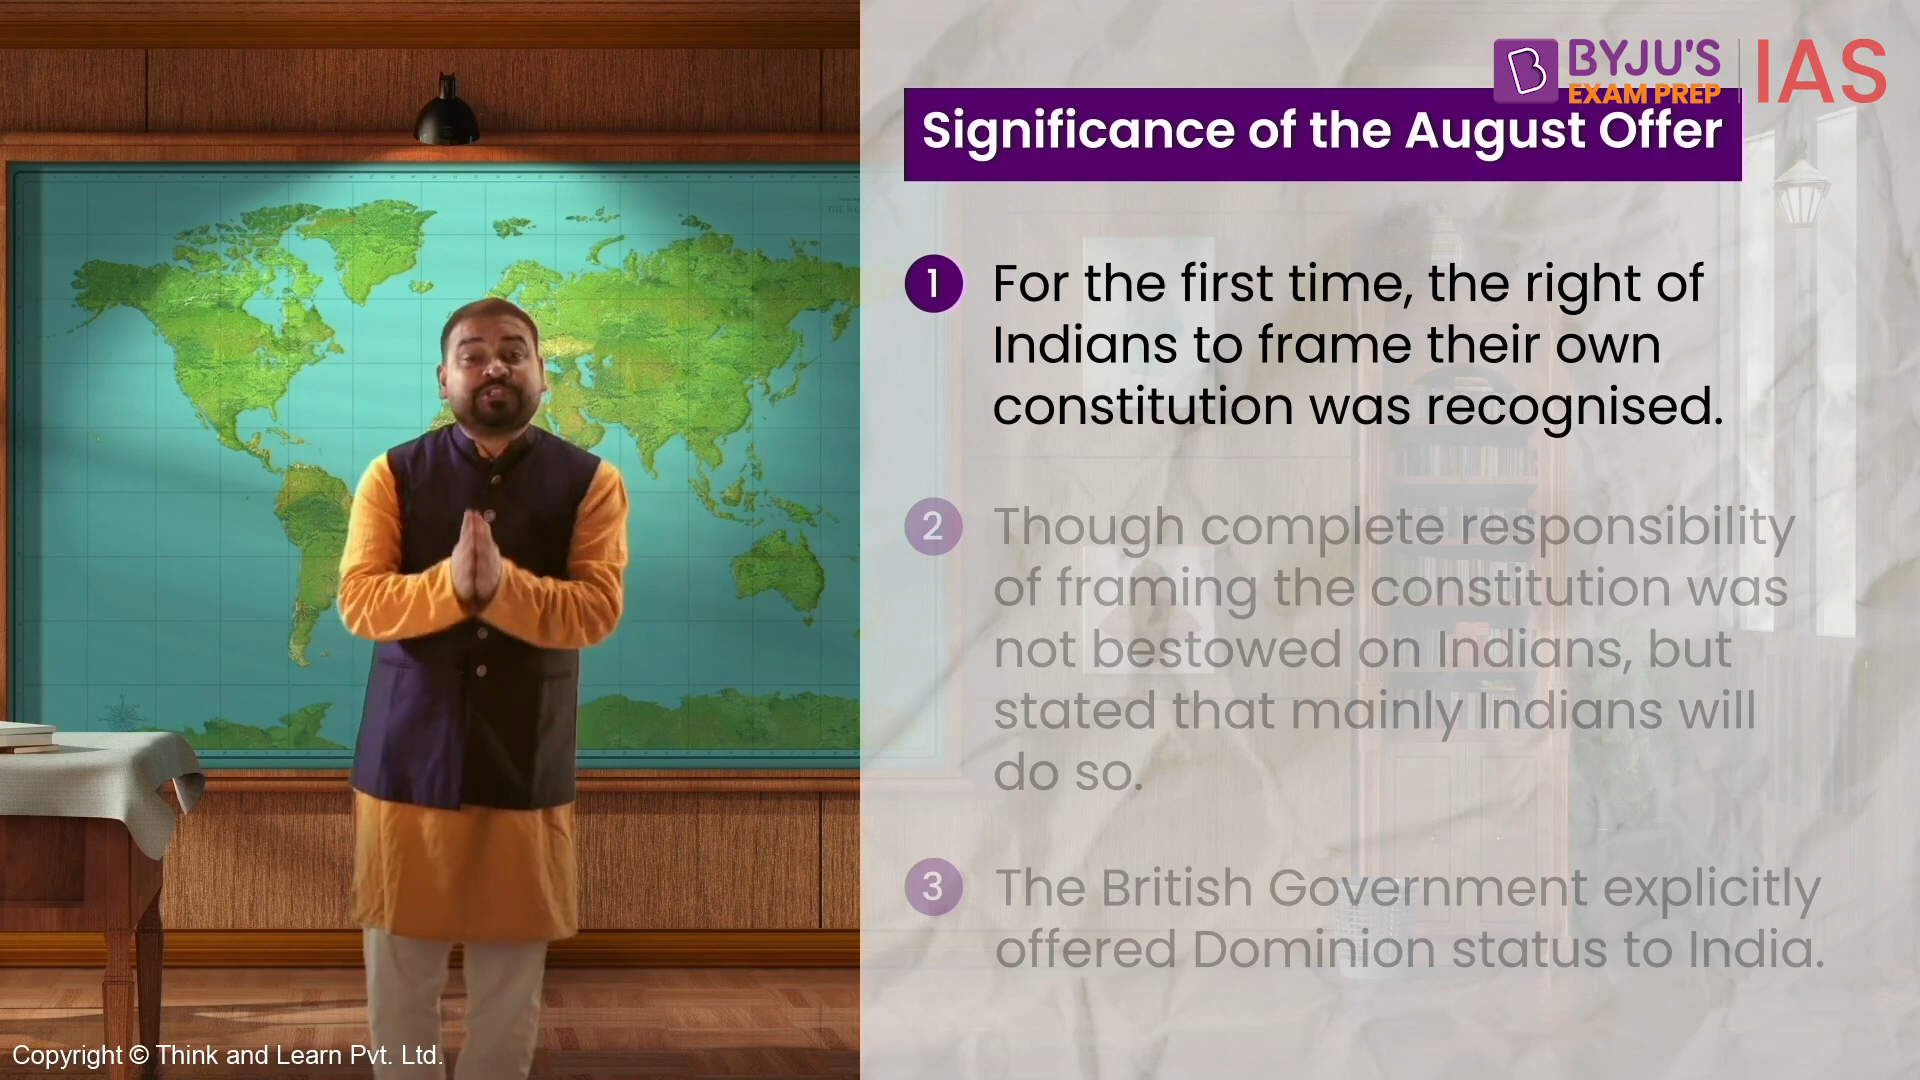 BYJU'S
EXAM PREP
IAS
Significance of the August Offer
1 For the first time, the right of
Indians to frame their own
constitution was recognised.
2 Though complete responsibility
of framing the constitution was
not bestowed on Indians, but
stated that mainly Indians will
do so.
3 The British Government explicitly
offered Dominion status to India.
Copyright © Think and Learn Pvt. Ltd.